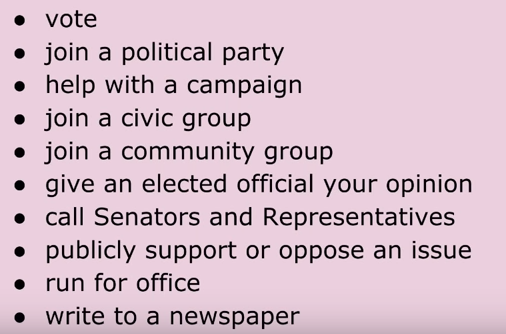 ● vote
● join a political party
● help with a campaign
● join a civic group
● join a community group
● give an elected official your opinion
● call Senators and Representatives
● publicly support or oppose an issue
● run for office
● write to a newspaper